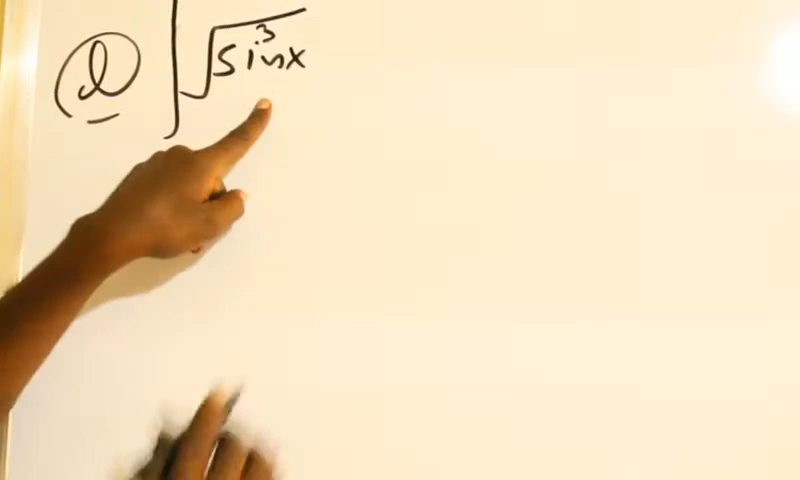 (d) ∫ √sin³x